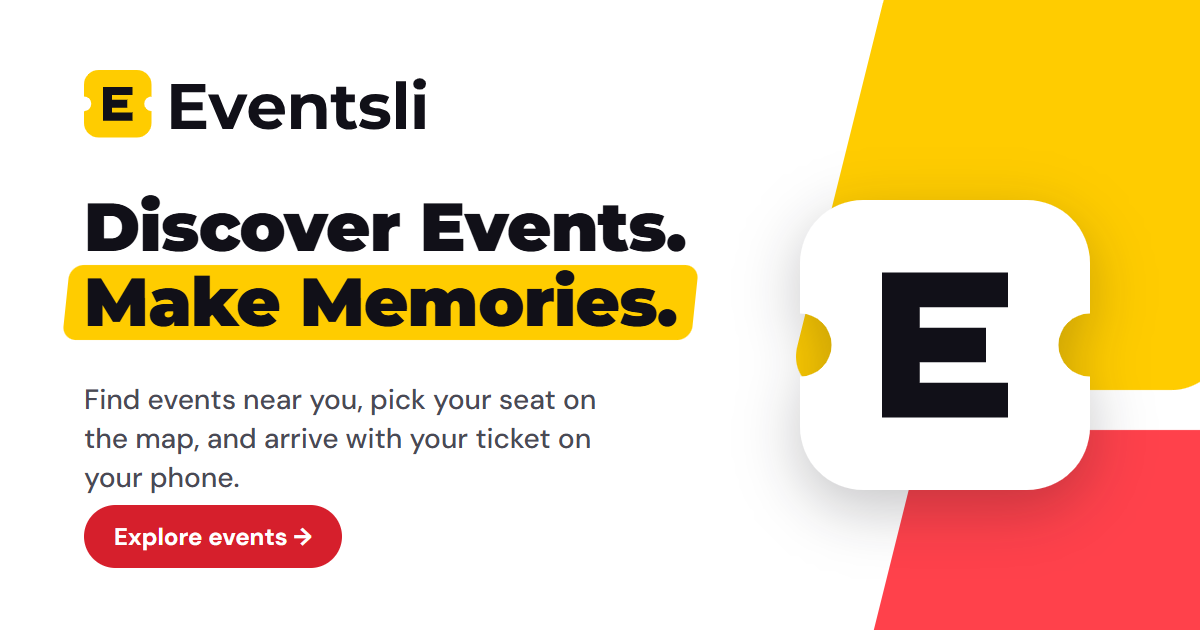 E Eventsli
Discover Events.
Make Memories.
Find events near you, pick your seat on
the map, and arrive with your ticket on
your phone.
Explore events →
E